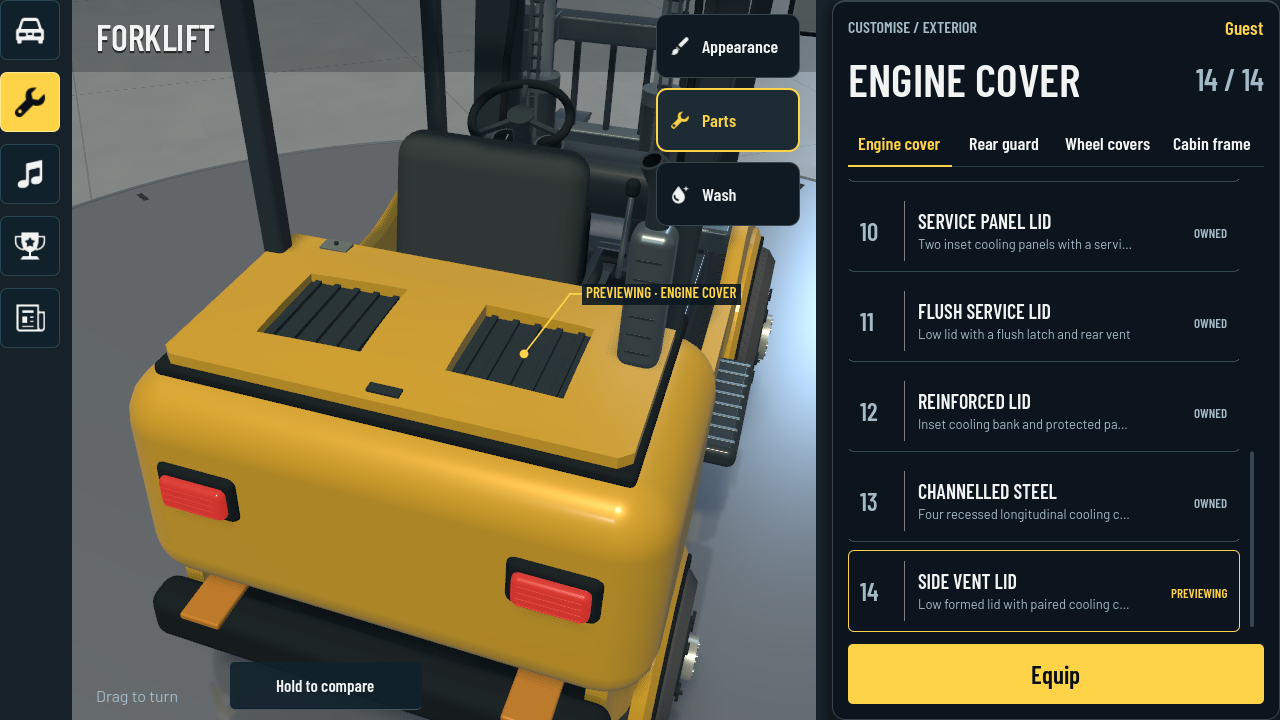 FORKLIFT
Appearance
Parts
Wash
PREVIEWING · ENGINE COVER
Drag to turn
Hold to compare
CUSTOMISE / EXTERIOR
Guest
ENGINE COVER
14 / 14
Engine cover
Rear guard
Wheel covers
Cabin frame
10
SERVICE PANEL LID
Two inset cooling panels with a servi...
OWNED
11
FLUSH SERVICE LID
Low lid with a flush latch and rear vent
OWNED
12
REINFORCED LID
Inset cooling bank and protected pa...
OWNED
13
CHANNELLED STEEL
Four recessed longitudinal cooling c...
OWNED
14
SIDE VENT LID
Low formed lid with paired cooling c...
PREVIEWING
Equip